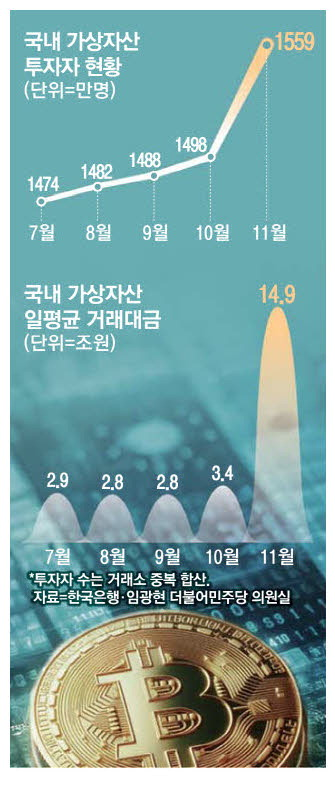 국내 가상자산
투자자 현황
(단위=만명)
1559
1498
1488
1482
1474
7월 8월 9월 10월 11월
국내 가상자산
일평균 거래대금
(단위=조원)
14.9
2.9 2.8 2.8 3.4
7월 8월 9월 10월 11월
*투자자 수는 거래소 중복 합산.
자료=한국은행·임광현 더불어민주당 의원실